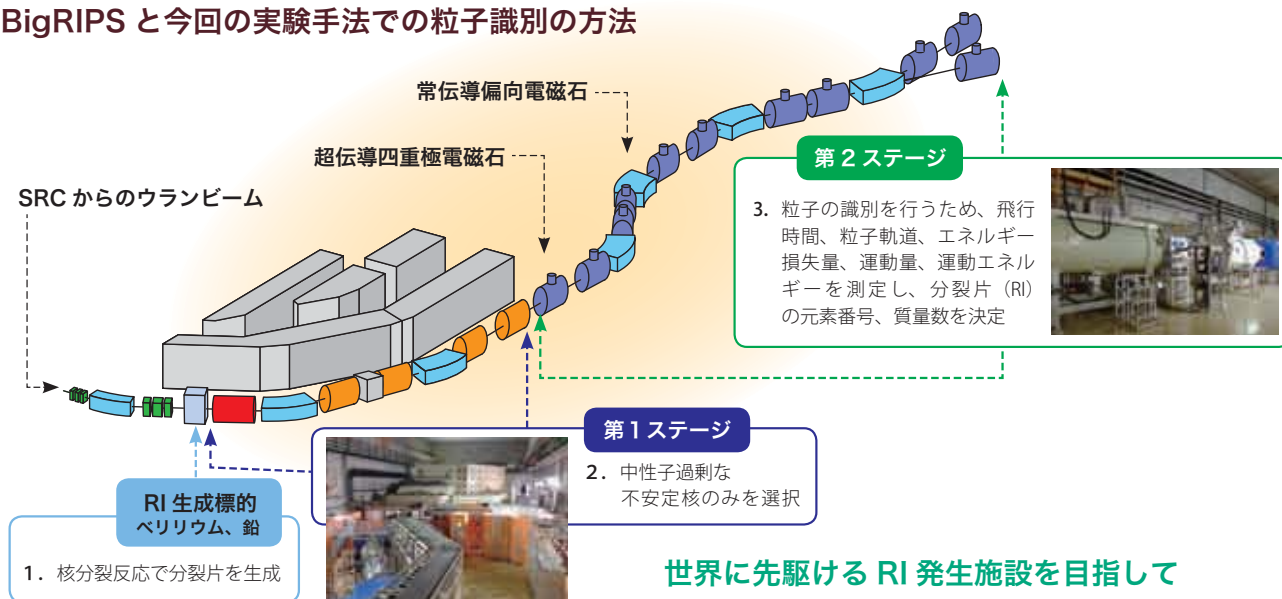 BigRIPS と今回の実験手法での粒子識別の方法
常伝導偏向電磁石
超伝導四重極電磁石
SRC からのウランビーム
第 2 ステージ
3. 粒子の識別を行うため、飛行
時間、粒子軌道、エネルギー
損失量、運動量、運動エネル
ギーを測定し、分裂片（RI）
の元素番号、質量数を決定
第 1 ステージ
2. 中性子過剰な
不安定核のみを選択
RI 生成標的
ベリリウム、鉛
1. 核分裂反応で分裂片を生成
世界に先駆ける RI 発生施設を目指して